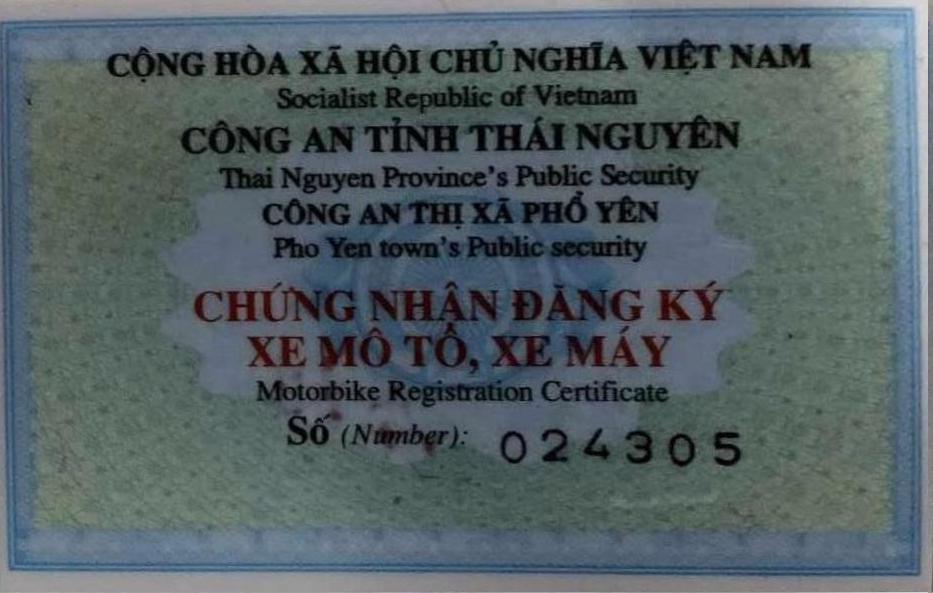 CỘNG HÒA XÃ HỘI CHỦ NGHĨA VIỆT NAM
Socialist Republic of Vietnam
CÔNG AN TỈNH THÁI NGUYÊN
Thai Nguyen Province's Public Security
CÔNG AN THỊ XÃ PHỔ YÊN
Pho Yen town's Public security
CHỨNG NHẬN ĐĂNG KÝ
XE MÔ TÔ, XE MÁY
Motorbike Registration Certificate
Số (Number): 024305